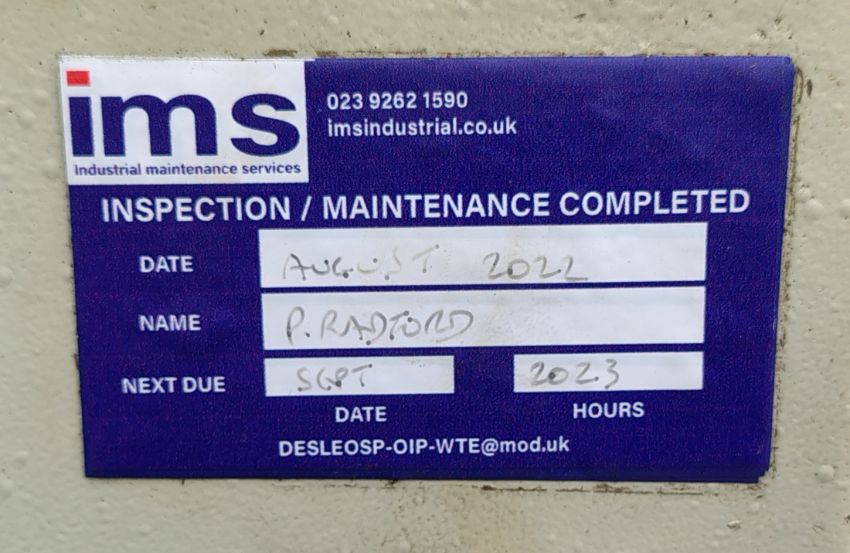 ims
Industrial maintenance services
023 9262 1590
imsindustrial.co.uk
INSPECTION / MAINTENANCE COMPLETED
DATE AUGUST 2022
NAME P. RADFORD
NEXT DUE SEPT 2023
DATE HOURS
DESLEOSP-OIP-WTE@mod.uk